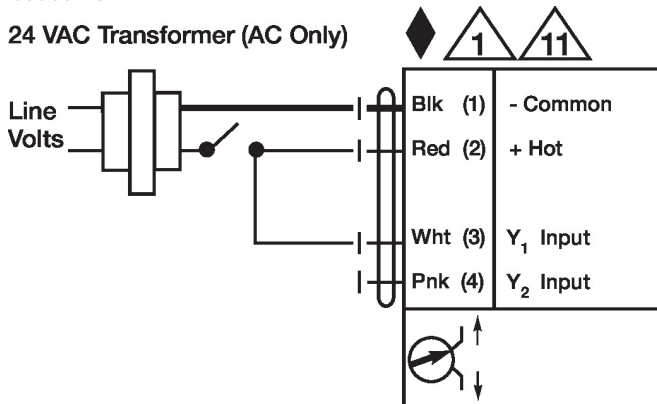 24 VAC Transformer (AC Only)
1
11
Line
Volts
Blk (1) - Common
Red (2) + Hot
Wht (3) Y1 Input
Pnk (4) Y2 Input